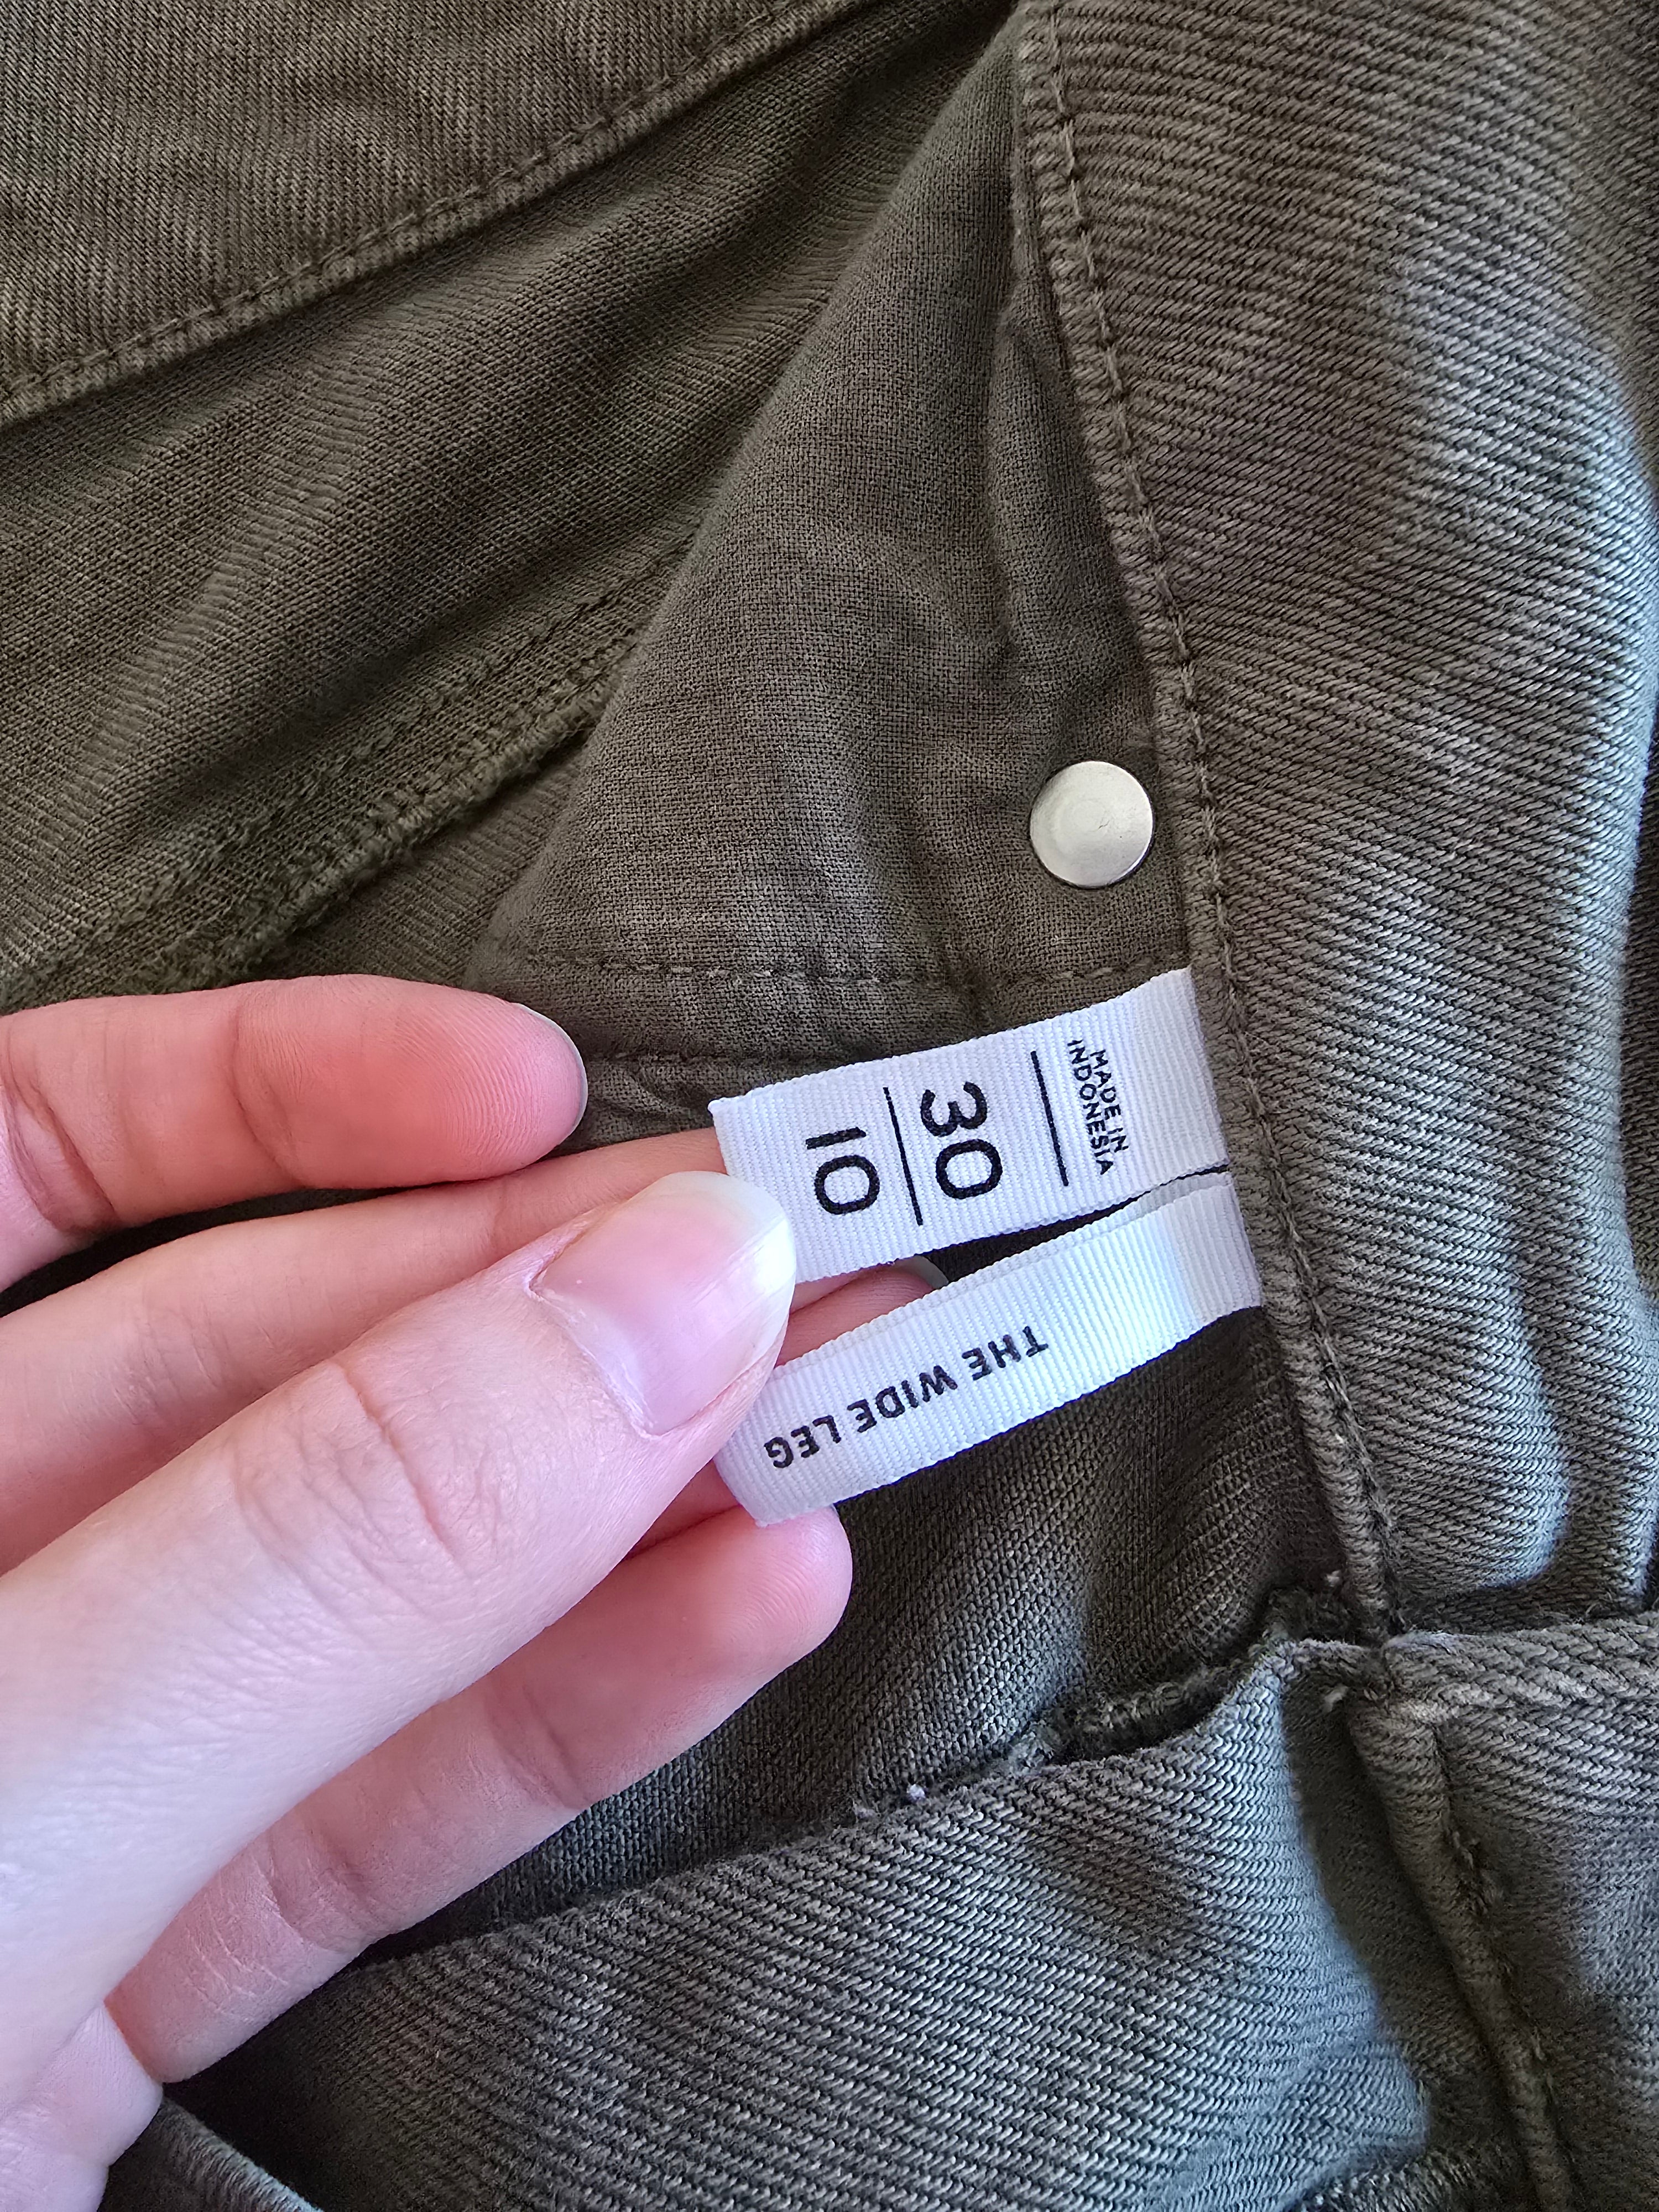 MADE IN
INDONESIA
30
10
THE WIDE LEG